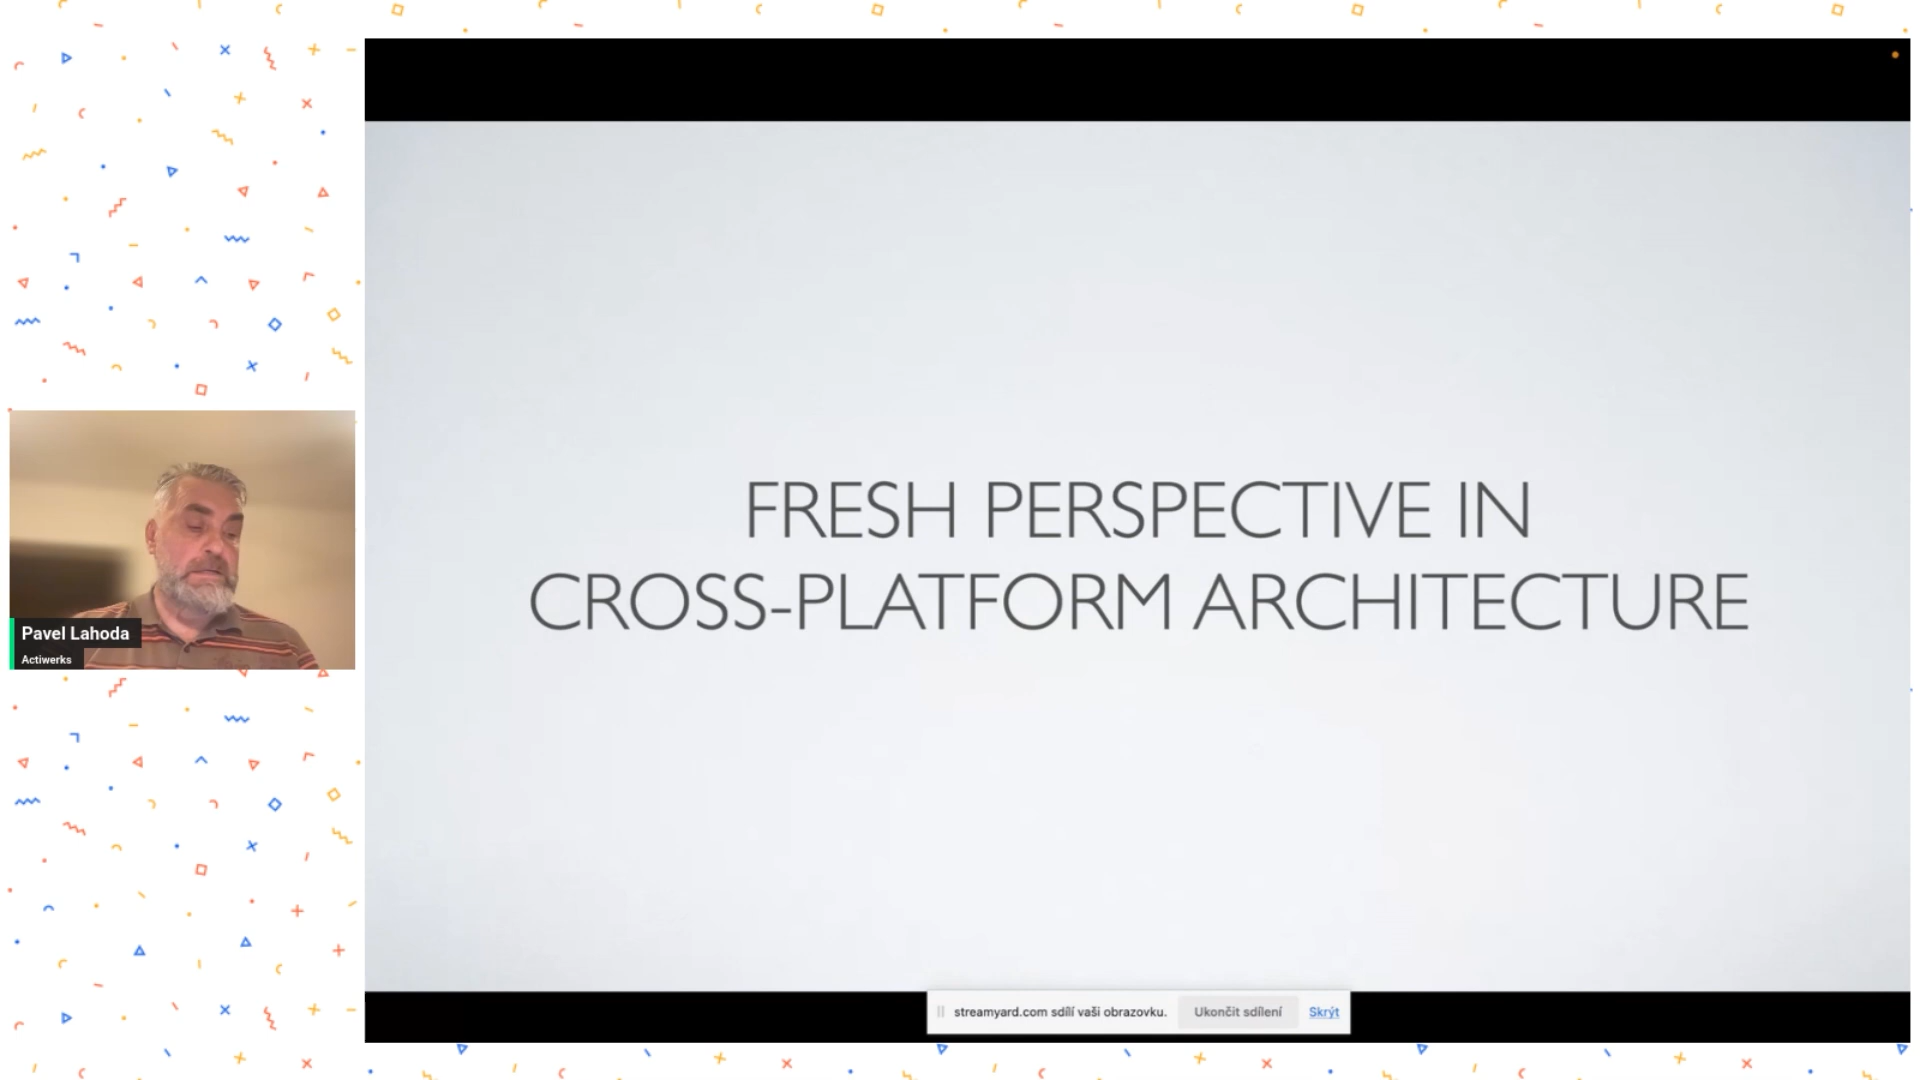 FRESH PERSPECTIVE IN
CROSS-PLATFORM ARCHITECTURE
Pavel Lahoda
Actiwerks
streamyard.com sdílí vaši obrazovku.
Ukončit sdílení
Skrýt